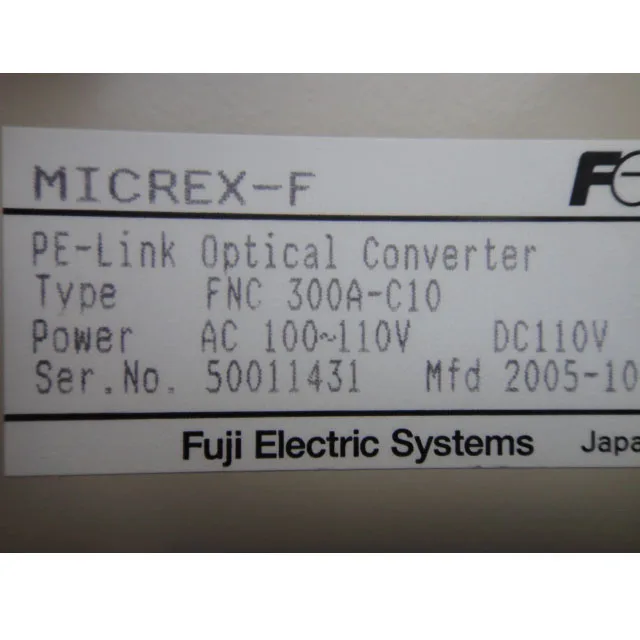 MICREX-F
PE-Link Optical Converter
Type FNC 300A-C10
Power AC 100~110V DC110V
Ser.No. 50011431 Mfd 2005-10
Fuji Electric Systems